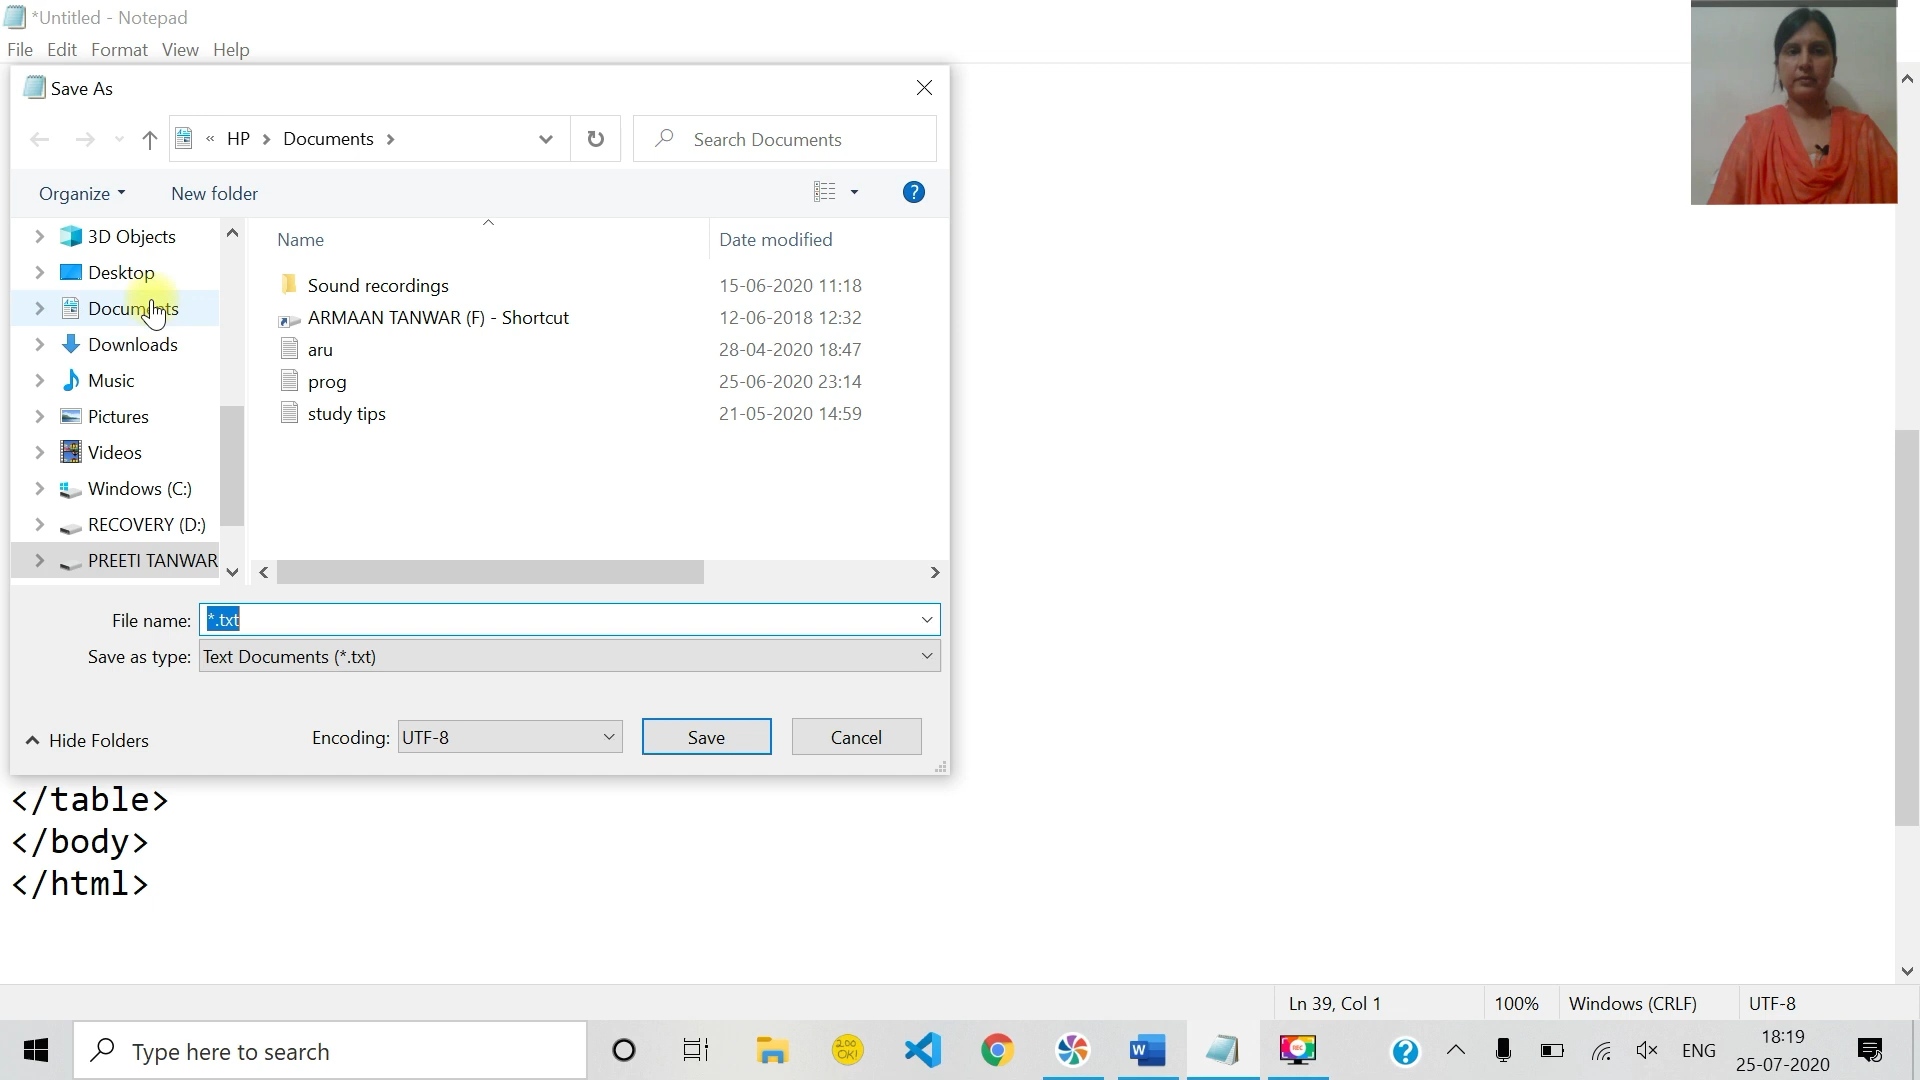 *Untitled - Notepad
File Edit Format View Help
Save As
« HP > Documents >
Search Documents
Organize New folder
Name Date modified
3D Objects
Desktop
Documents
Downloads
Music
Pictures
Videos
Windows (C:)
RECOVERY (D:)
PREETI TANWAR
Sound recordings 15-06-2020 11:18
ARMAAN TANWAR (F) - Shortcut 12-06-2018 12:32
aru 28-04-2020 18:47
prog 25-06-2020 23:14
study tips 21-05-2020 14:59
File name: *.txt
Save as type: Text Documents (*.txt)
Hide Folders Encoding: UTF-8 Save Cancel
</table>
</body>
</html>
Ln 39, Col 1 100% Windows (CRLF) UTF-8
Type here to search
200 OK!
REC
ENG
18:19
25-07-2020